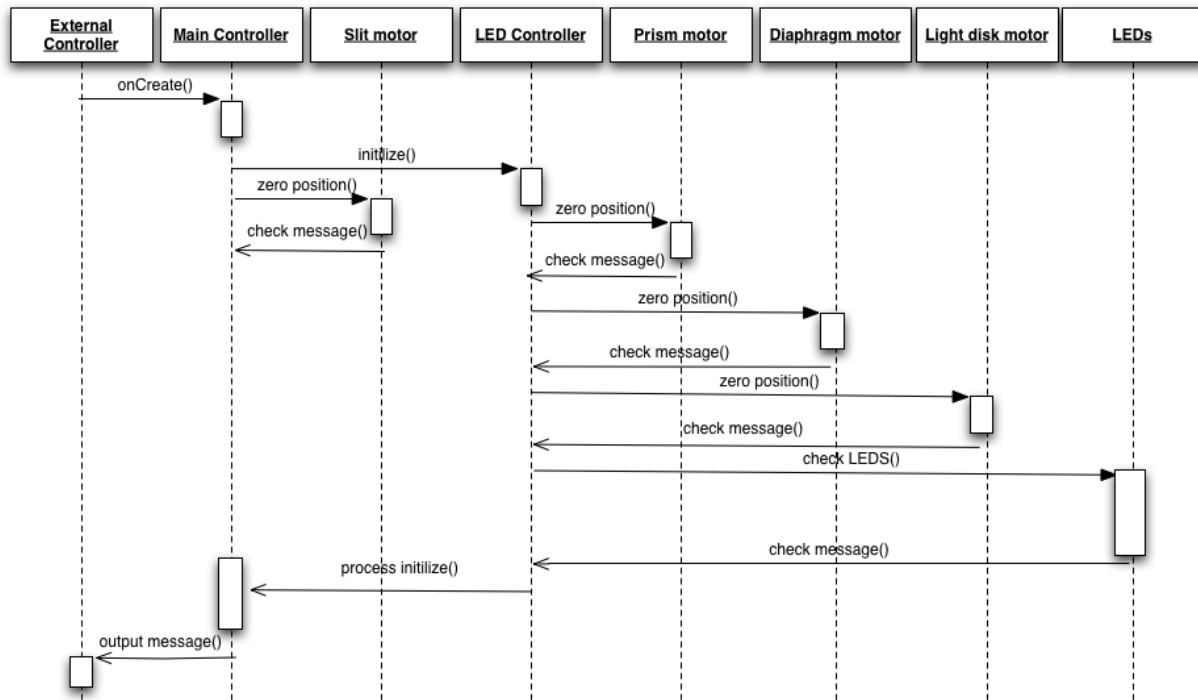 External
Controller
Main Controller
Slit motor
LED Controller
Prism motor
Diaphragm motor
Light disk motor
LEDs
onCreate()
initilize()
zero position()
zero position()
check message()
check message()
zero position()
check message()
zero position()
check message()
check LEDS()
check message()
process initilize()
output message()